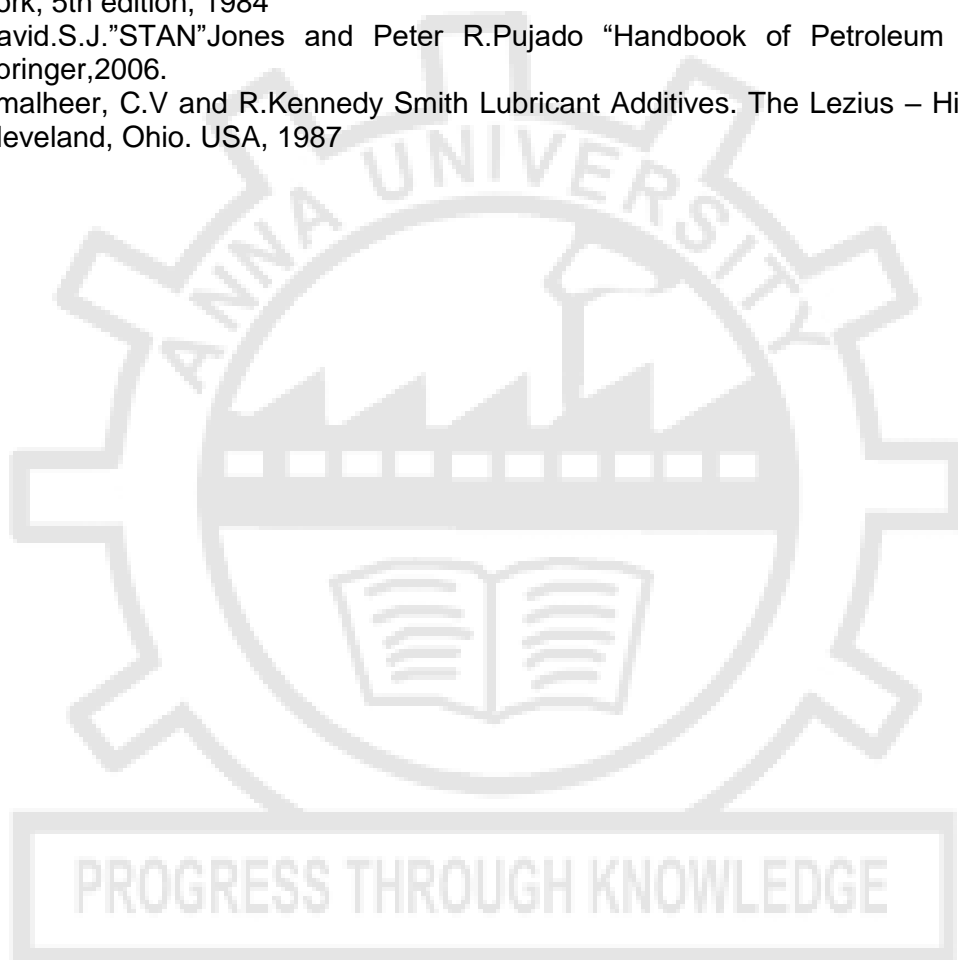 ork, 5th edition, 1984
avid.S.J.”STAN”Jones and Peter R.Pujado “Handbook of Petroleum
oringer,2006.
malheer, C.V and R.Kennedy Smith Lubricant Additives. The Lezius – Hi
leveland, Ohio. USA, 1987
ANNA UNIVERSITY
PROGRESS THROUGH KNOWLEDGE